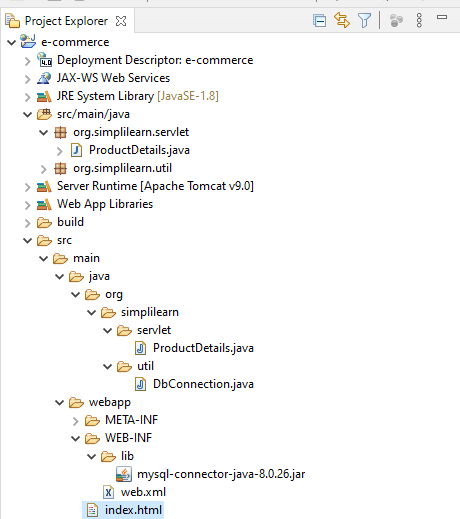 Project Explorer
e-commerce
4.0 Deployment Descriptor: e-commerce
JAX-WS Web Services
JRE System Library [JavaSE-1.8]
src/main/java
org.simplilearn.servlet
ProductDetails.java
org.simplilearn.util
Server Runtime [Apache Tomcat v9.0]
Web App Libraries
build
src
main
java
org
simplilearn
servlet
ProductDetails.java
util
DbConnection.java
webapp
META-INF
WEB-INF
lib
mysql-connector-java-8.0.26.jar
web.xml
index.html